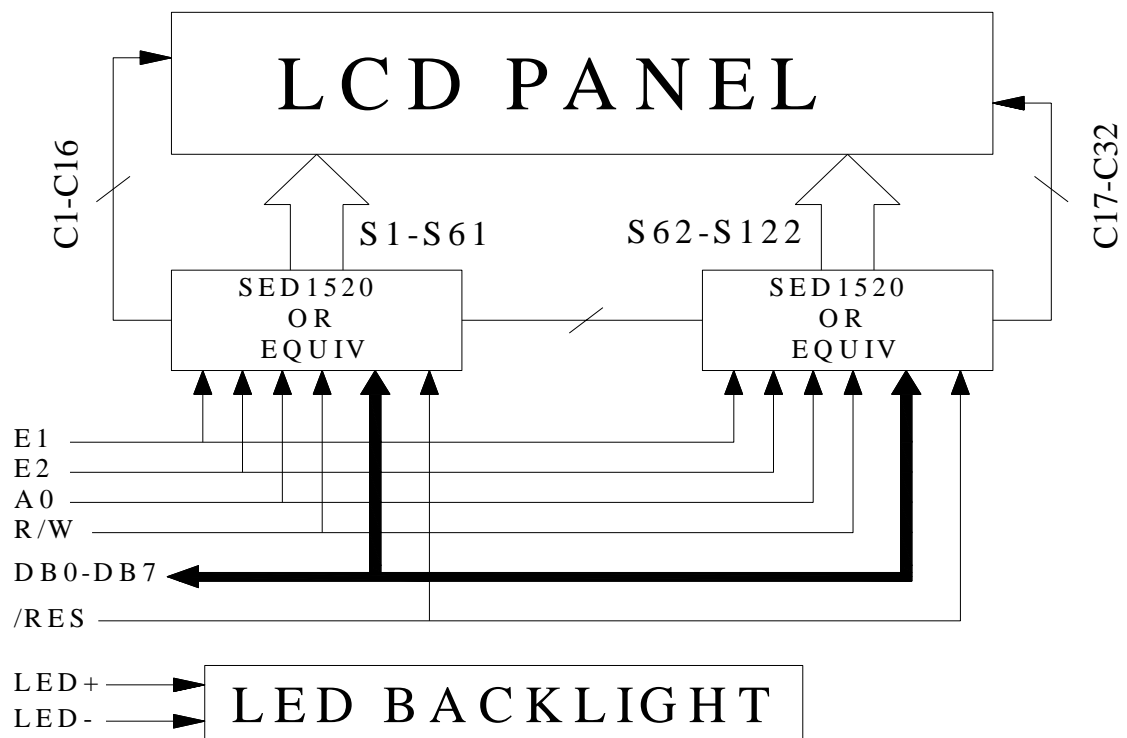 LCD PANEL
C1-C16
C17-C32
S1-S61
S62-S122
SED1520
OR
EQUIV
SED1520
OR
EQUIV
E1
E2
A0
R/W
DB0-DB7
/RES
LED+
LED-
LED BACKLIGHT